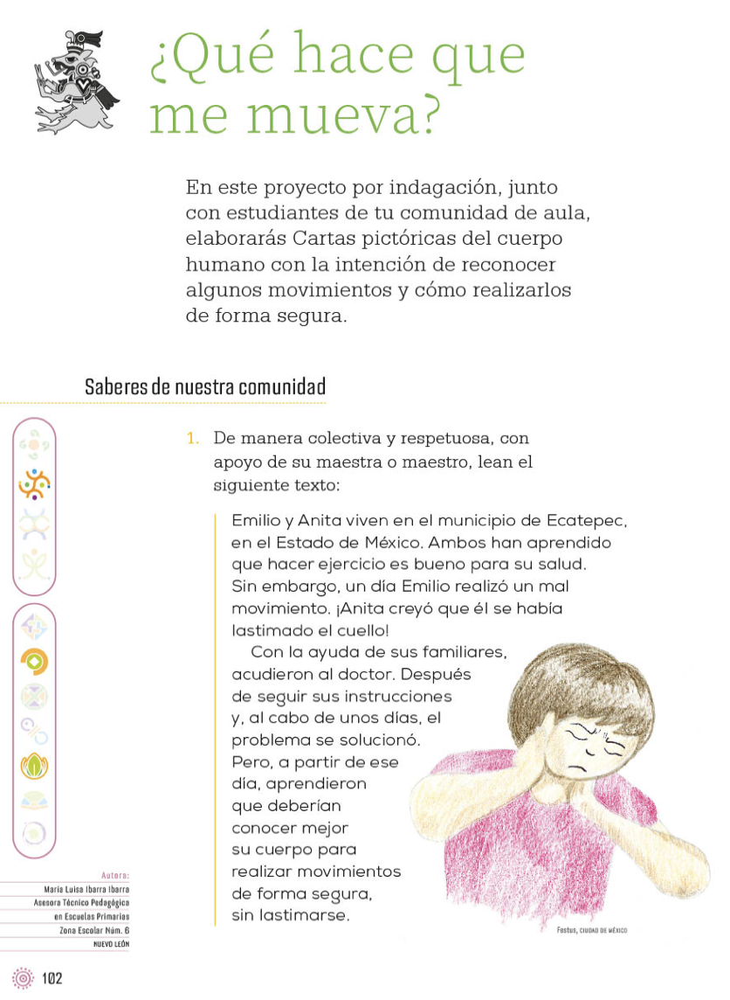 ¿Qué hace que
me mueva?
En este proyecto por indagación, junto
con estudiantes de tu comunidad de aula,
elaborarás Cartas pictóricas del cuerpo
humano con la intención de reconocer
algunos movimientos y cómo realizarlos
de forma segura.
Saberes de nuestra comunidad
1. De manera colectiva y respetuosa, con
apoyo de su maestra o maestro, lean el
siguiente texto:
Emilio y Anita viven en el municipio de Ecatepec,
en el Estado de México. Ambos han aprendido
que hacer ejercicio es bueno para su salud.
Sin embargo, un día Emilio realizó un mal
movimiento. ¡Anita creyó que él se había
lastimado el cuello!
Con la ayuda de sus familiares,
acudieron al doctor. Después
de seguir sus instrucciones
y, al cabo de unos días, el
problema se solucionó.
Pero, a partir de ese
día, aprendieron
que deberían
conocer mejor
su cuerpo para
realizar movimientos
de forma segura,
sin lastimarse.
Festus, CIUDAD DE MÉXICO
Autora:
María Luisa Ibarra Ibarra
Asesora Técnico Pedagógica
en Escuelas Primarias
Zona Escolar Núm. 6
NUEVO LEÓN
102